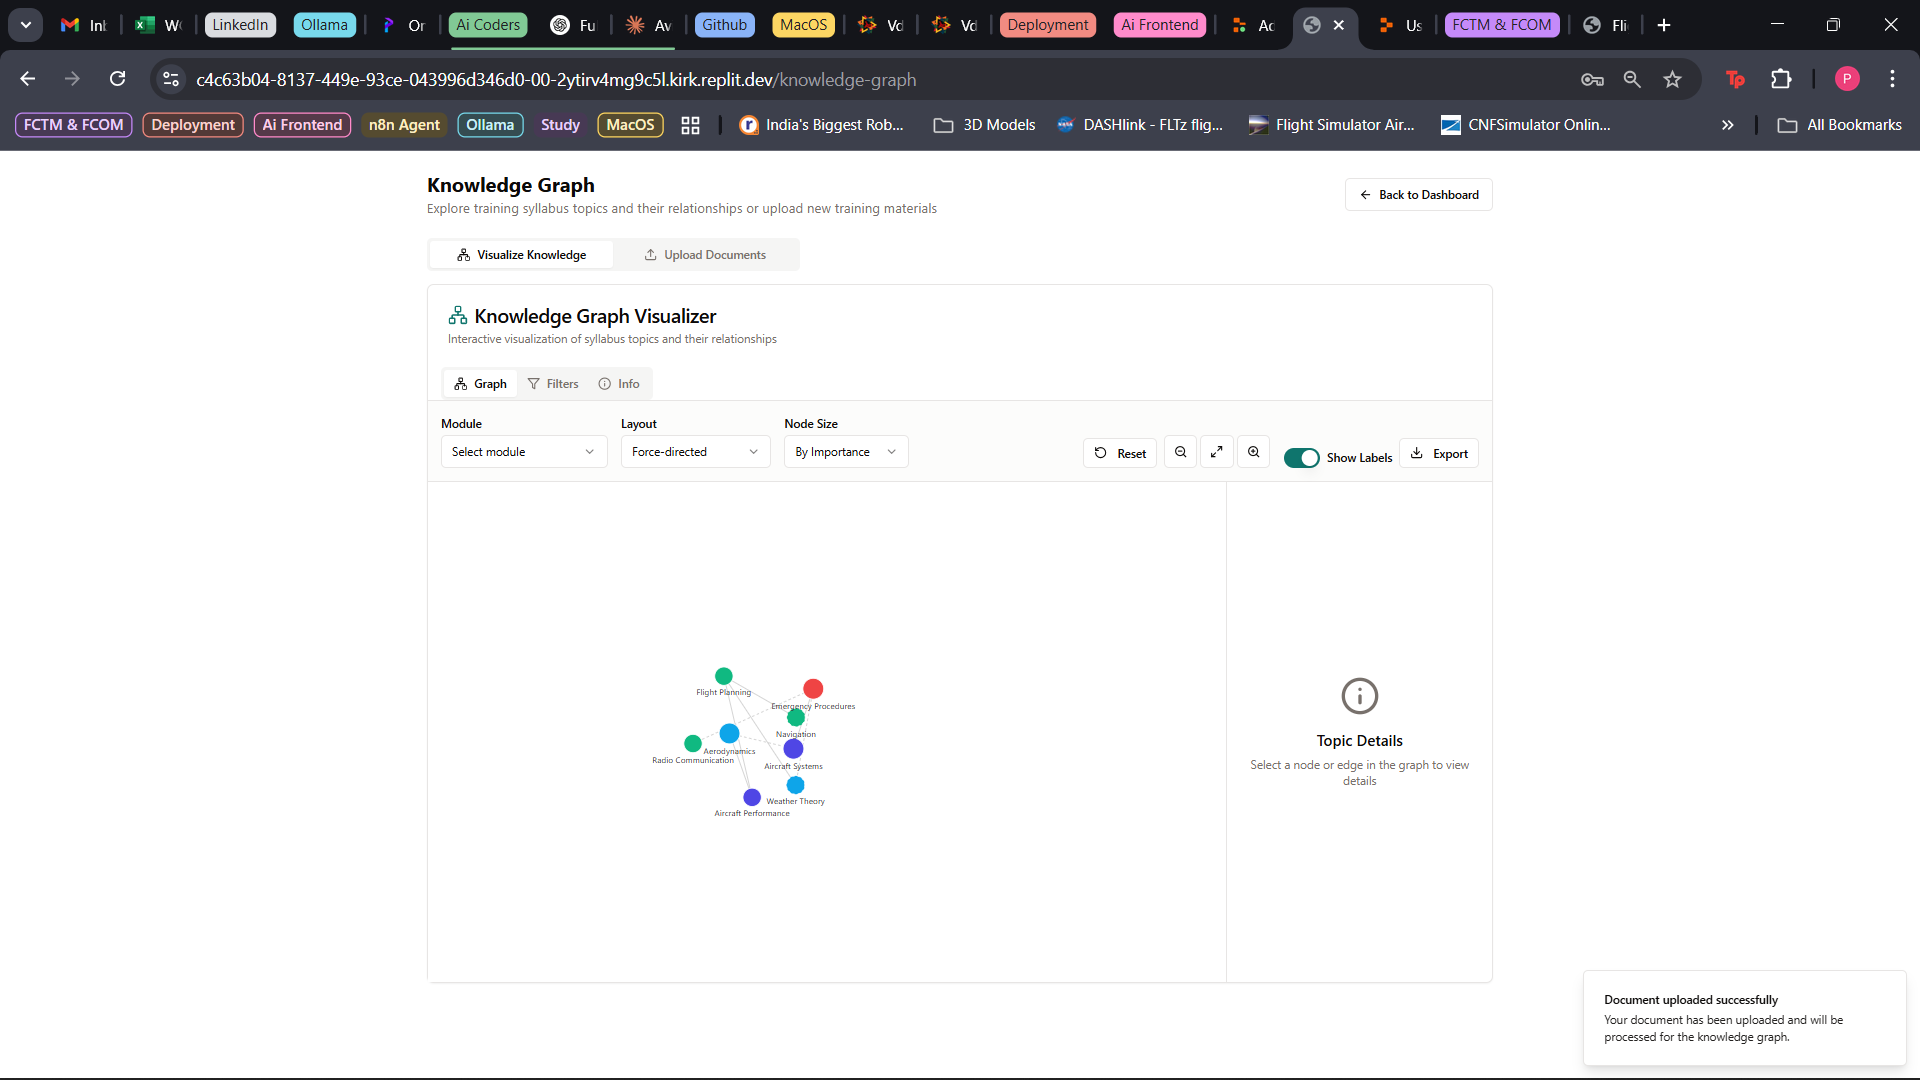 Inb
Wo
LinkedIn
Ollama
Or
Ai Coders
Fu
Av
Github
MacOS
Vd
Vd
Deployment
Ai Frontend
Ad
Us
FCTM & FCOM
Fli
c4c63b04-8137-449e-93ce-043996d346d0-00-2ytirv4mg9c5l.kirk.replit.dev/knowledge-graph
Tp
P
FCTM & FCOM
Deployment
Ai Frontend
n8n Agent
Ollama
Study
MacOS
India's Biggest Rob...
3D Models
DASHlink - FLTz flig...
Flight Simulator Air...
CNFSimulator Onlin...
All Bookmarks
Knowledge Graph
Explore training syllabus topics and their relationships or upload new training materials
Back to Dashboard
Visualize Knowledge
Upload Documents
Knowledge Graph Visualizer
Interactive visualization of syllabus topics and their relationships
Graph
Filters
Info
Module
Layout
Node Size
Select module
Force-directed
By Importance
Reset
Show Labels
Export
Flight Planning
Emergency Procedures
Navigation
Aerodynamics
Radio Communication
Aircraft Systems
Weather Theory
Aircraft Performance
Topic Details
Select a node or edge in the graph to view
details
Document uploaded successfully
Your document has been uploaded and will be
processed for the knowledge graph.